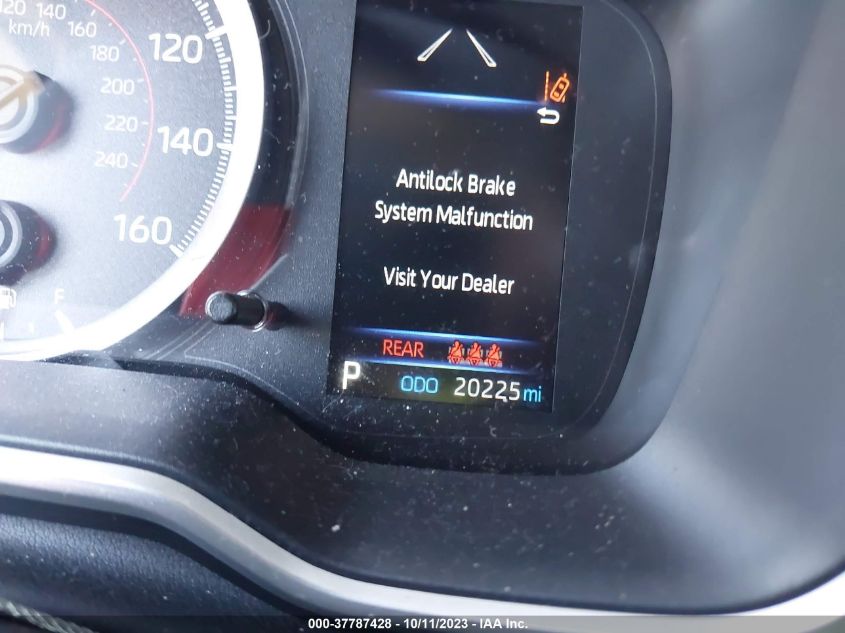 120 140
km/h 160
180
200
220
240
120
140
160
F
Antilock Brake
System Malfunction
Visit Your Dealer
REAR
P ODO 20225 mi
000-37787428 - 10/11/2023 - IAA Inc.